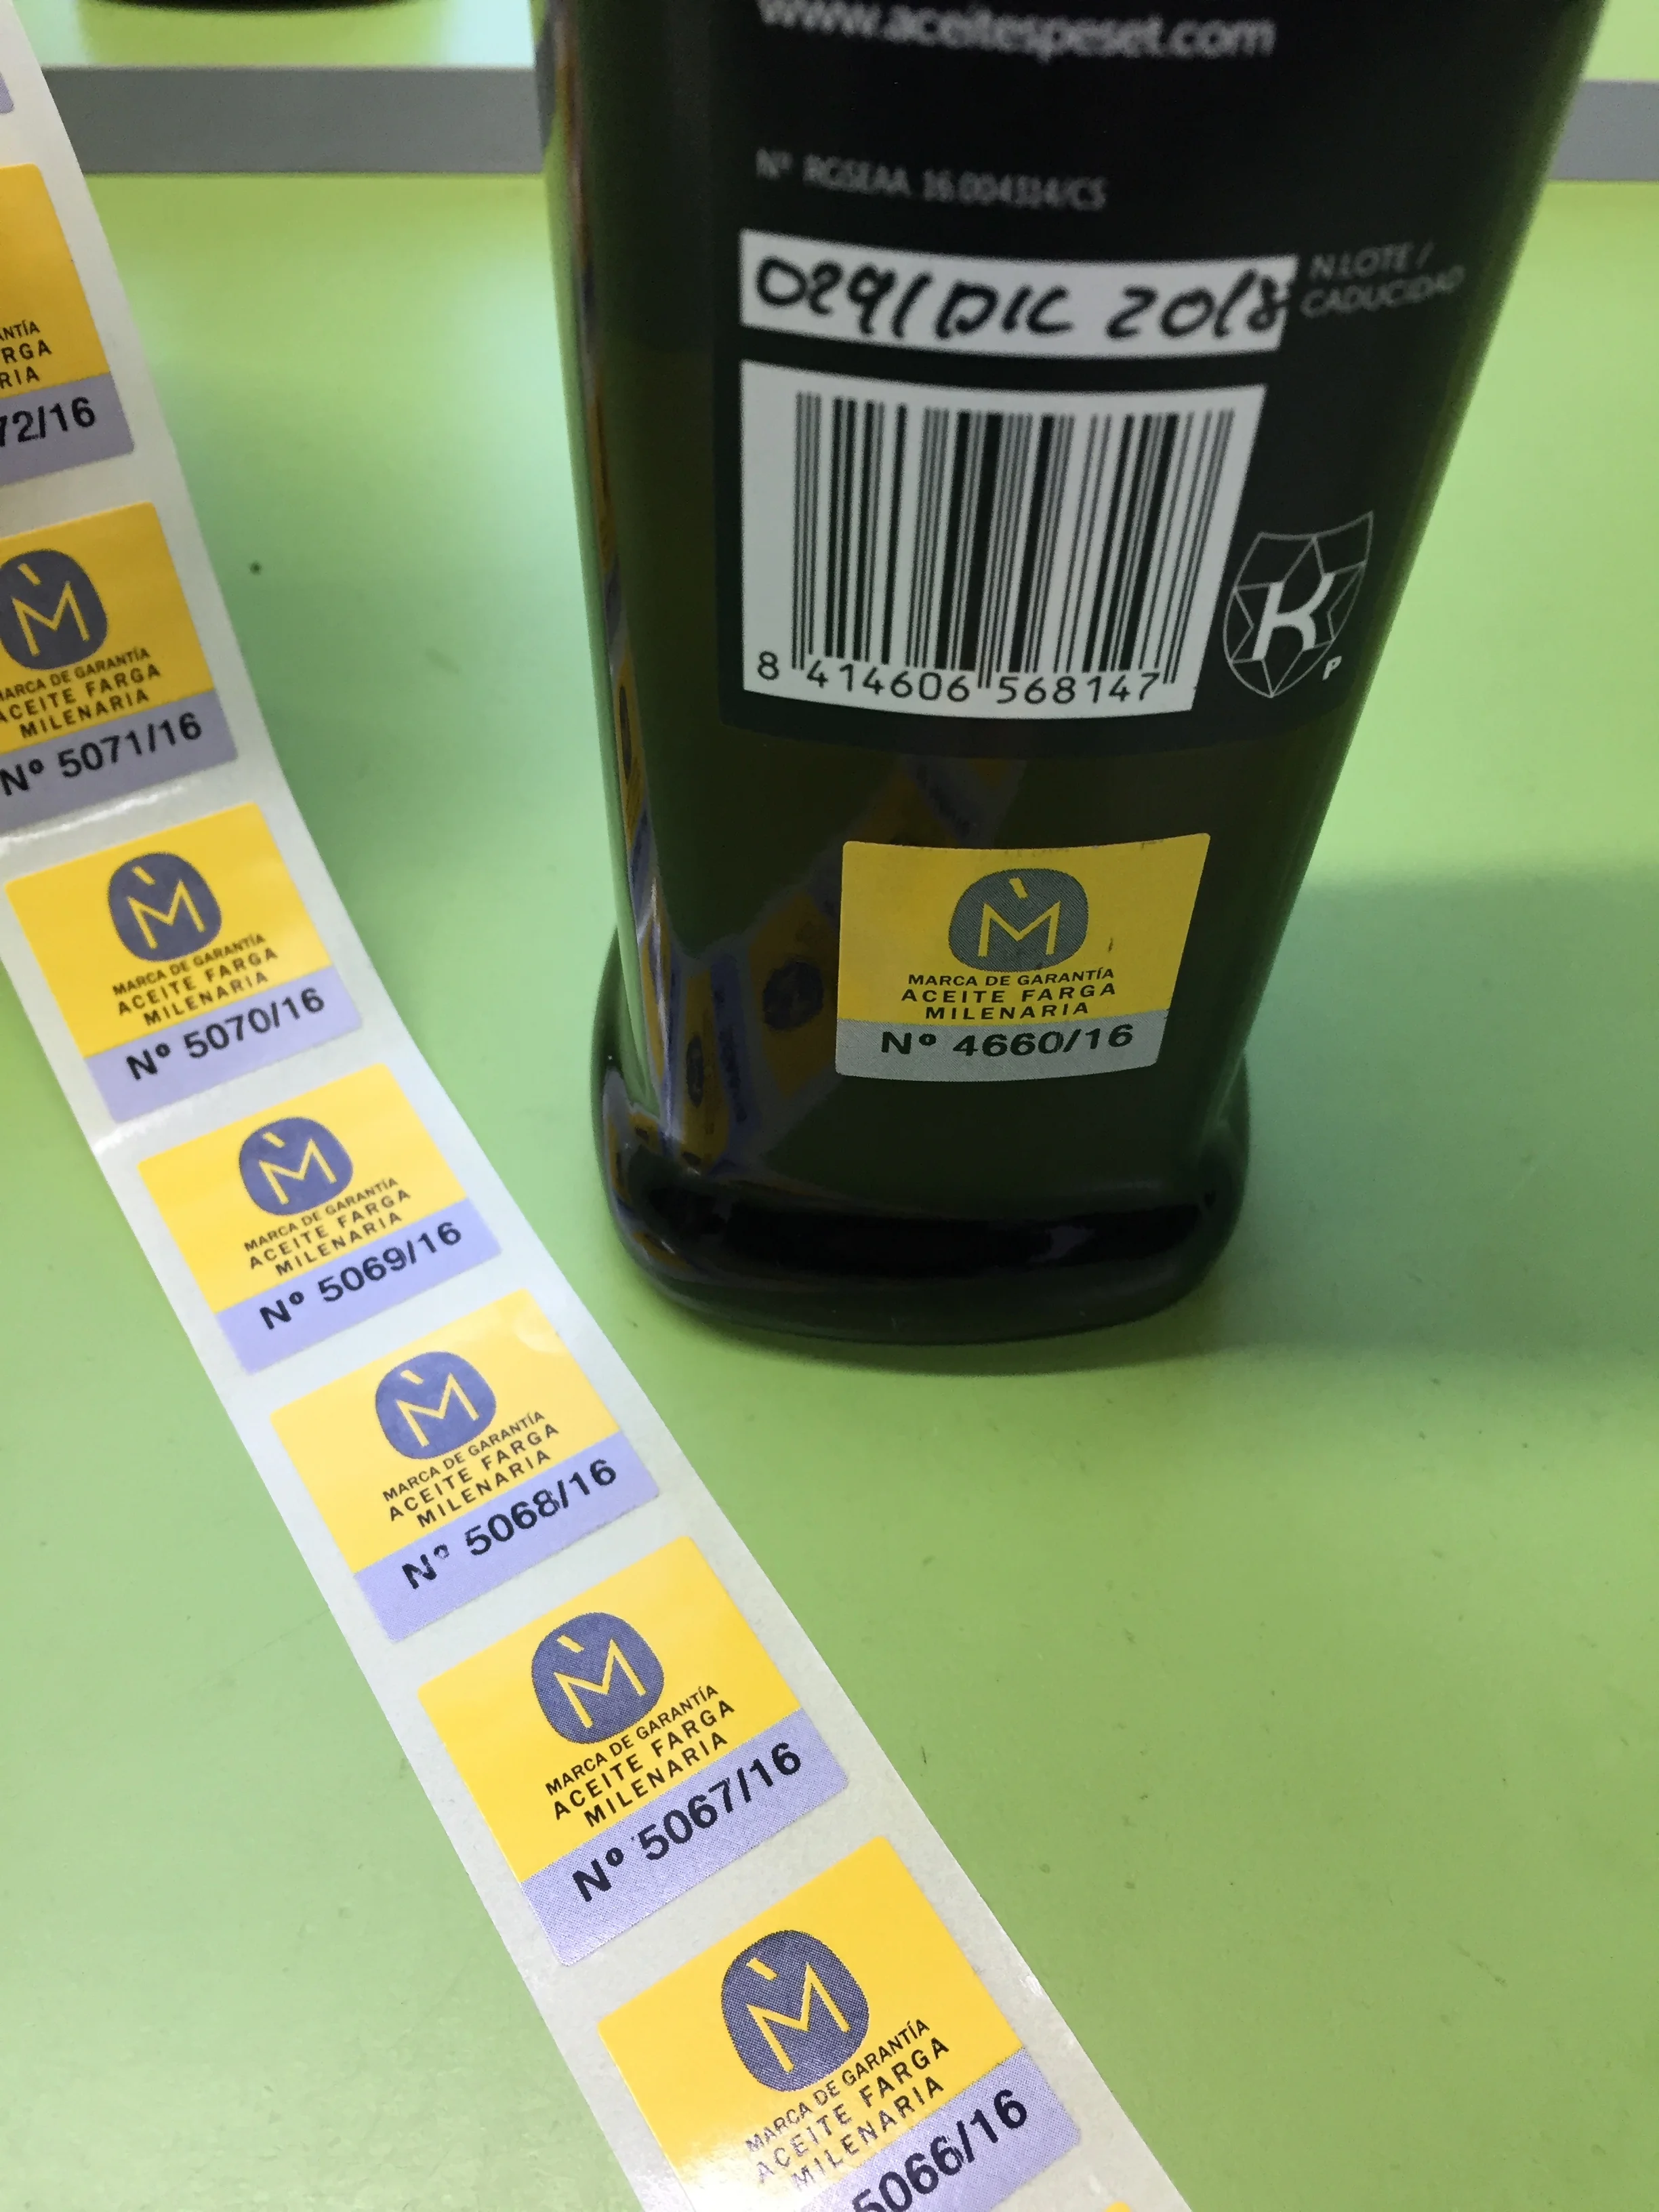 www.aceitespeset.com
Nº RGSEAA. 16.004334/CS
029/DIC 2018
N.LOTE /
CADUCIDAD
8 414606 568147
K
P
M
MARCA DE GARANTÍA
ACEITE FARGA
MILENARIA
Nº 4660/16
72/16
M
MARCA DE GARANTÍA
ACEITE FARGA
MILENARIA
Nº 5071/16
M
MARCA DE GARANTÍA
ACEITE FARGA
MILENARIA
Nº 5070/16
M
MARCA DE GARANTÍA
ACEITE FARGA
MILENARIA
Nº 5069/16
M
MARCA DE GARANTÍA
ACEITE FARGA
MILENARIA
Nº 5068/16
M
MARCA DE GARANTÍA
ACEITE FARGA
MILENARIA
Nº 5067/16
M
MARCA DE GARANTÍA
ACEITE FARGA
MILENARIA
5066/16